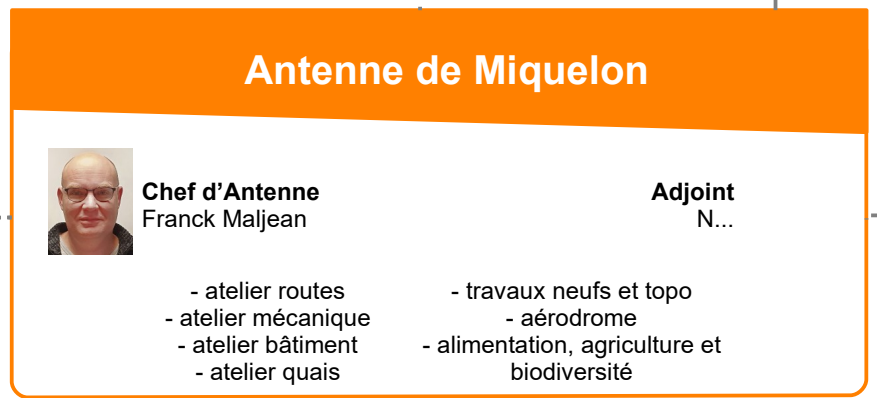 Antenne de Miquelon
Chef d’Antenne
Franck Maljean
Adjoint
N...
- atelier routes
- atelier mécanique
- atelier bâtiment
- atelier quais
- travaux neufs et topo
- aérodrome
- alimentation, agriculture et
biodiversité